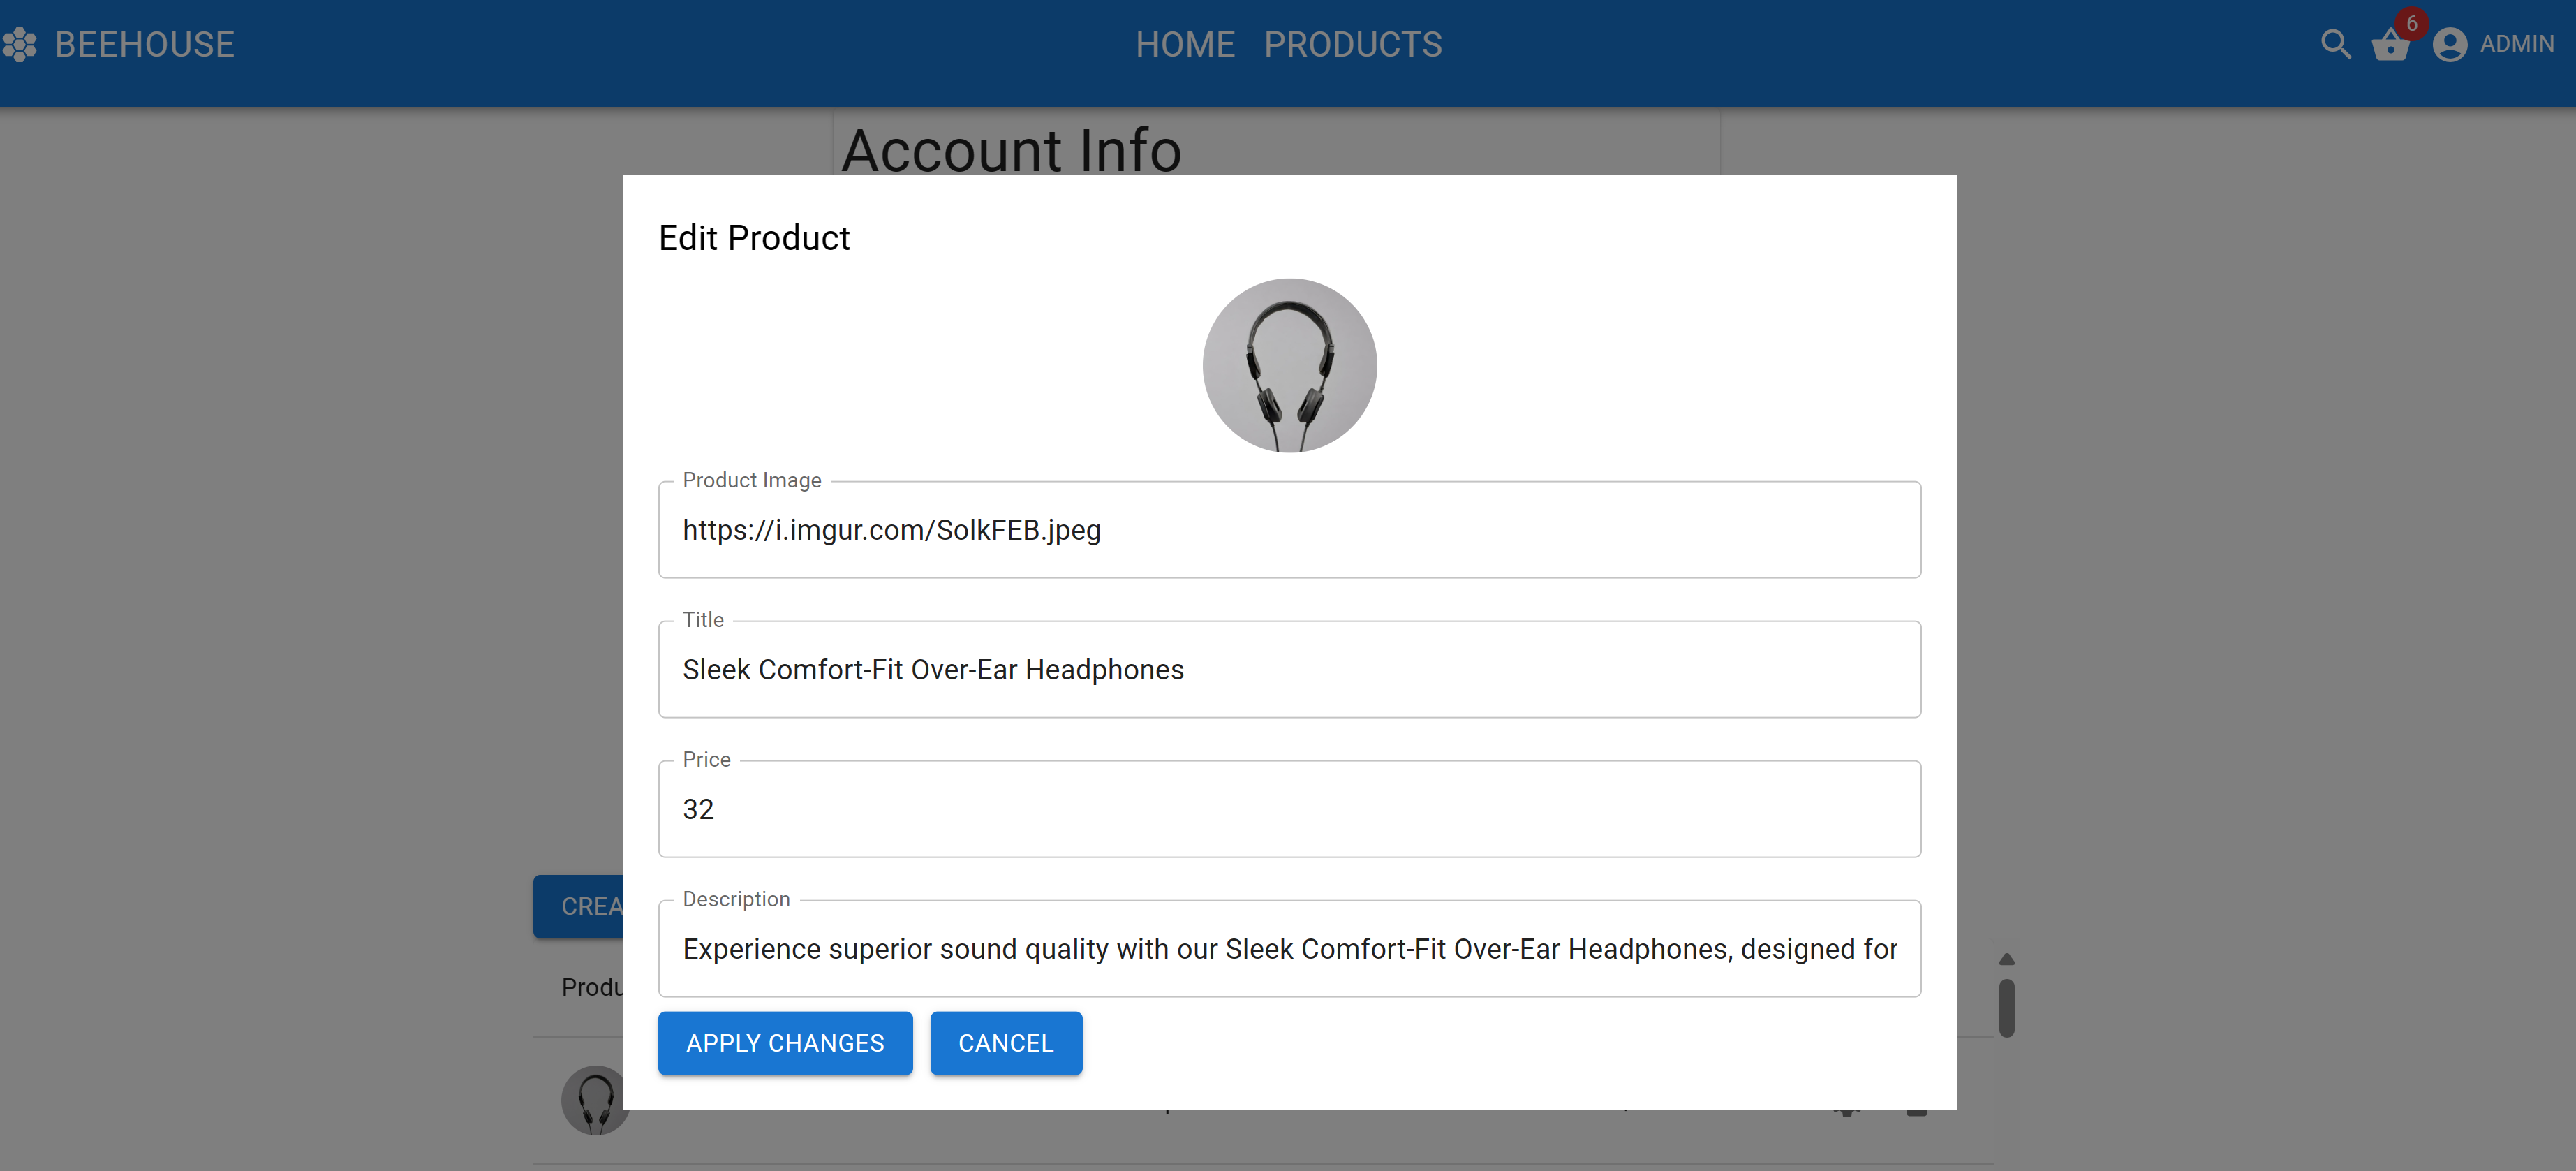 BEEHOUSE
HOME PRODUCTS
6
ADMIN
Account Info
Edit Product
Product Image
https://i.imgur.com/SolkFEB.jpeg
Title
Sleek Comfort-Fit Over-Ear Headphones
Price
32
Description
Experience superior sound quality with our Sleek Comfort-Fit Over-Ear Headphones, designed for
CREA
Produ
APPLY CHANGES CANCEL